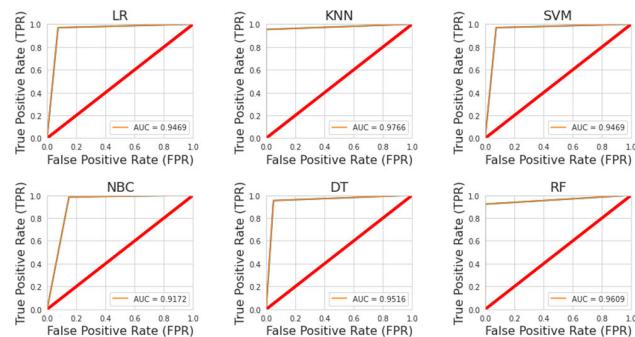 LR
True Positive Rate (TPR)
1.0
0.8
0.6
0.4
0.2
0.0
AUC = 0.9469
0.0 0.2 0.4 0.6 0.8 1.0
False Positive Rate (FPR)
KNN
True Positive Rate (TPR)
1.0
0.8
0.6
0.4
0.2
0.0
AUC = 0.9766
0.0 0.2 0.4 0.6 0.8 1.0
False Positive Rate (FPR)
SVM
True Positive Rate (TPR)
1.0
0.8
0.6
0.4
0.2
0.0
AUC = 0.9469
0.0 0.2 0.4 0.6 0.8 1.0
False Positive Rate (FPR)
NBC
True Positive Rate (TPR)
1.0
0.8
0.6
0.4
0.2
0.0
AUC = 0.9172
0.0 0.2 0.4 0.6 0.8 1.0
False Positive Rate (FPR)
DT
True Positive Rate (TPR)
1.0
0.8
0.6
0.4
0.2
0.0
AUC = 0.9516
0.0 0.2 0.4 0.6 0.8 1.0
False Positive Rate (FPR)
RF
True Positive Rate (TPR)
1.0
0.8
0.6
0.4
0.2
0.0
AUC = 0.9609
0.0 0.2 0.4 0.6 0.8 1.0
False Positive Rate (FPR)